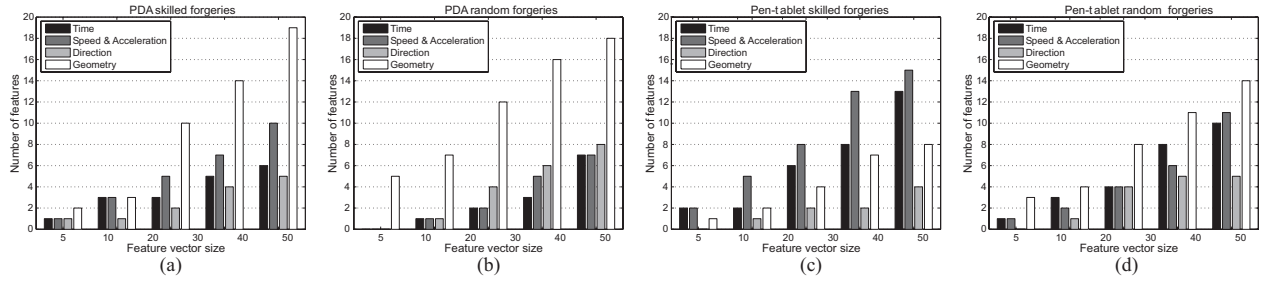 PDA skilled forgeries
20
18
16
14
12
10
8
6
4
2
0
Number of features
Time
Speed & Acceleration
Direction
Geometry
5 10 20 30 40 50
Feature vector size
(a)
PDA random forgeries
20
18
16
14
12
10
8
6
4
2
0
Number of features
Time
Speed & Acceleration
Direction
Geometry
5 10 20 30 40 50
Feature vector size
(b)
Pen-tablet skilled forgeries
20
18
16
14
12
10
8
6
4
2
0
Number of features
Time
Speed & Acceleration
Direction
Geometry
5 10 20 30 40 50
Feature vector size
(c)
Pen-tablet random forgeries
20
18
16
14
12
10
8
6
4
2
0
Number of features
Time
Speed & Acceleration
Direction
Geometry
5 10 20 30 40 50
Feature vector size
(d)